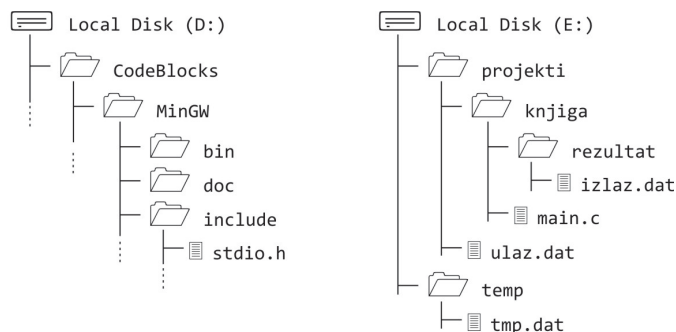 Local Disk (D:)
CodeBlocks
MinGW
bin
doc
include
stdio.h
Local Disk (E:)
projekti
knjiga
rezultat
izlaz.dat
main.c
ulaz.dat
temp
tmp.dat